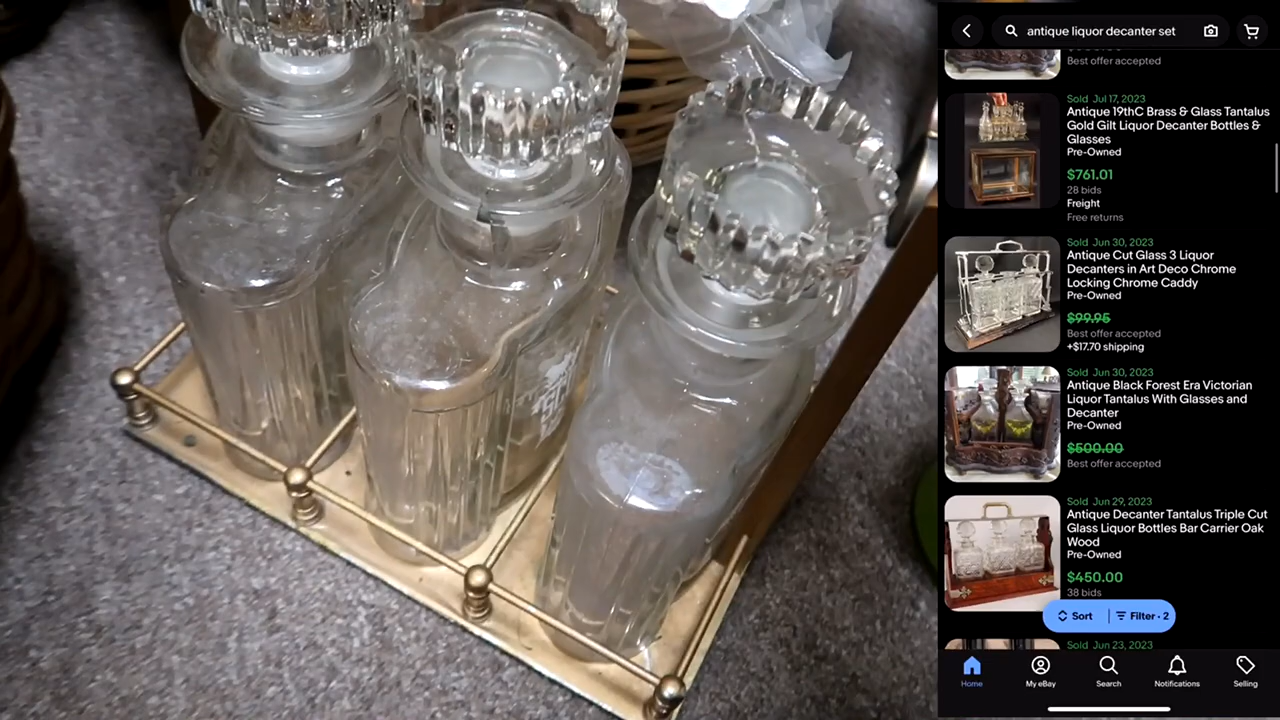 antique liquor decanter set
Best offer accepted
Sold Jul 17, 2023
Antique 19thC Brass & Glass Tantalus
Gold Gilt Liquor Decanter Bottles &
Glasses
Pre-Owned
$761.01
28 bids
Freight
Free returns
Sold Jun 30, 2023
Antique Cut Glass 3 Liquor
Decanters in Art Deco Chrome
Locking Chrome Caddy
Pre-Owned
$99.95
Best offer accepted
+$17.70 shipping
Sold Jun 30, 2023
Antique Black Forest Era Victorian
Liquor Tantalus With Glasses and
Decanter
Pre-Owned
$500.00
Best offer accepted
Sold Jun 29, 2023
Antique Decanter Tantalus Triple Cut
Glass Liquor Bottles Bar Carrier Oak
Wood
Pre-Owned
$450.00
38 bids
Sort
Filter · 2
Sold Jun 23, 2023
Home
My eBay
Search
Notifications
Selling